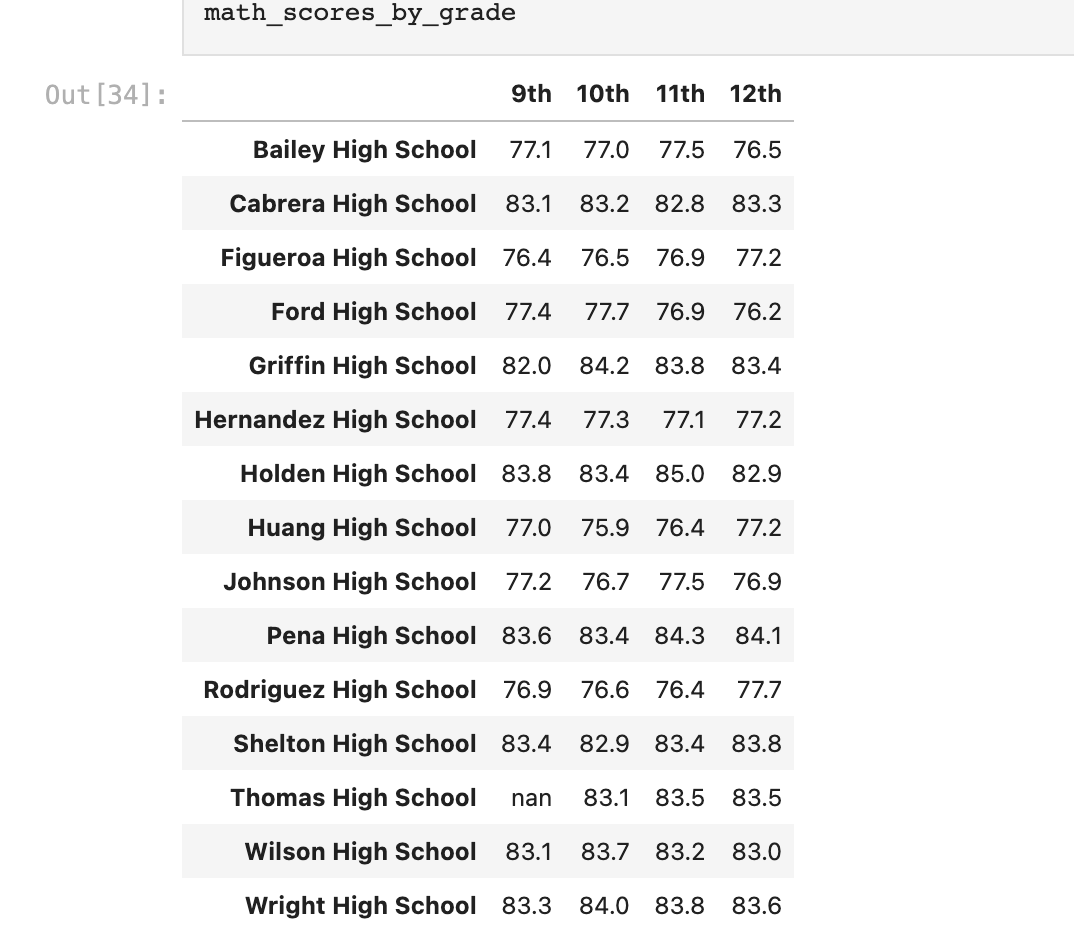 math_scores_by_grade
Out[34]:
9th 10th 11th 12th
Bailey High School 77.1 77.0 77.5 76.5
Cabrera High School 83.1 83.2 82.8 83.3
Figueroa High School 76.4 76.5 76.9 77.2
Ford High School 77.4 77.7 76.9 76.2
Griffin High School 82.0 84.2 83.8 83.4
Hernandez High School 77.4 77.3 77.1 77.2
Holden High School 83.8 83.4 85.0 82.9
Huang High School 77.0 75.9 76.4 77.2
Johnson High School 77.2 76.7 77.5 76.9
Pena High School 83.6 83.4 84.3 84.1
Rodriguez High School 76.9 76.6 76.4 77.7
Shelton High School 83.4 82.9 83.4 83.8
Thomas High School nan 83.1 83.5 83.5
Wilson High School 83.1 83.7 83.2 83.0
Wright High School 83.3 84.0 83.8 83.6